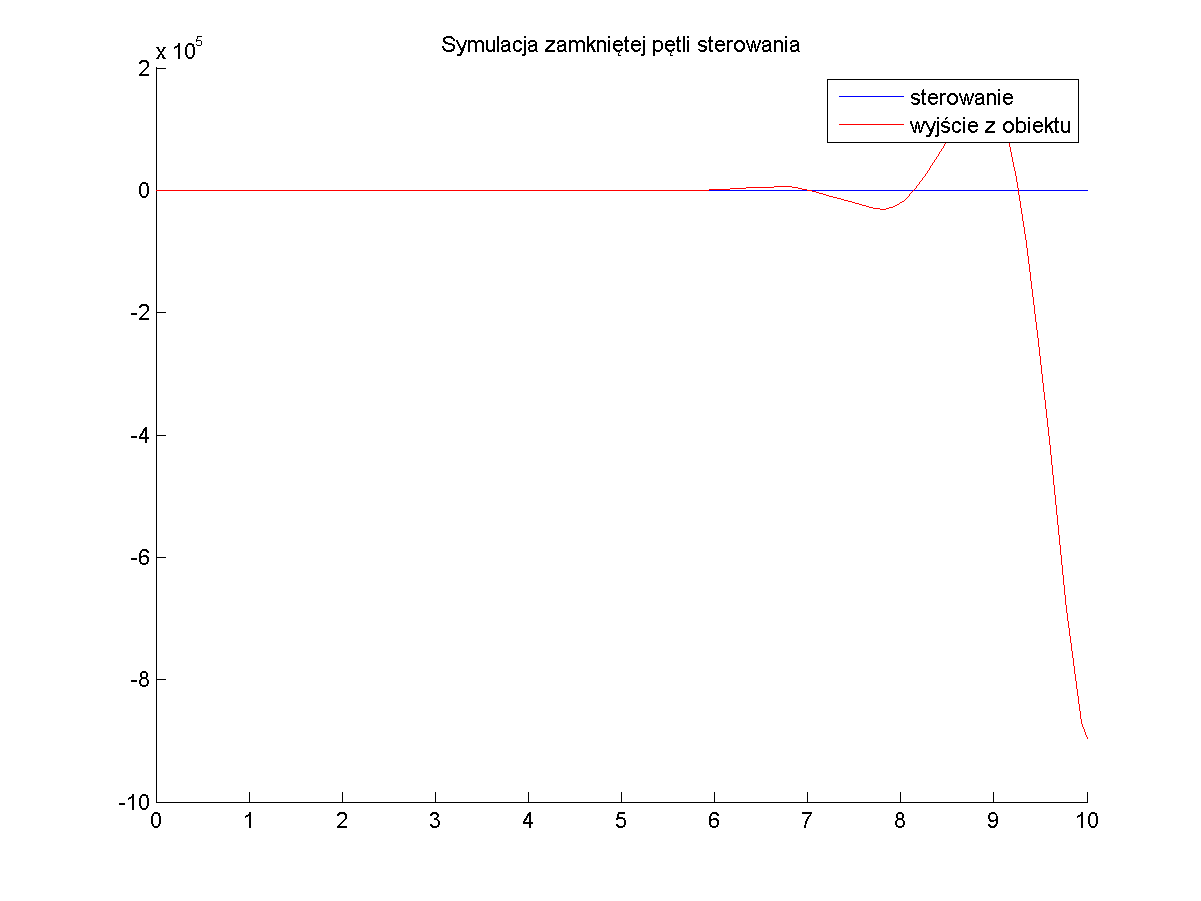 Symulacja zamkniętej pętli sterowania
x 10^5
sterowanie
wyjście z obiektu
2
0
-2
-4
-6
-8
-10
0 1 2 3 4 5 6 7 8 9 10